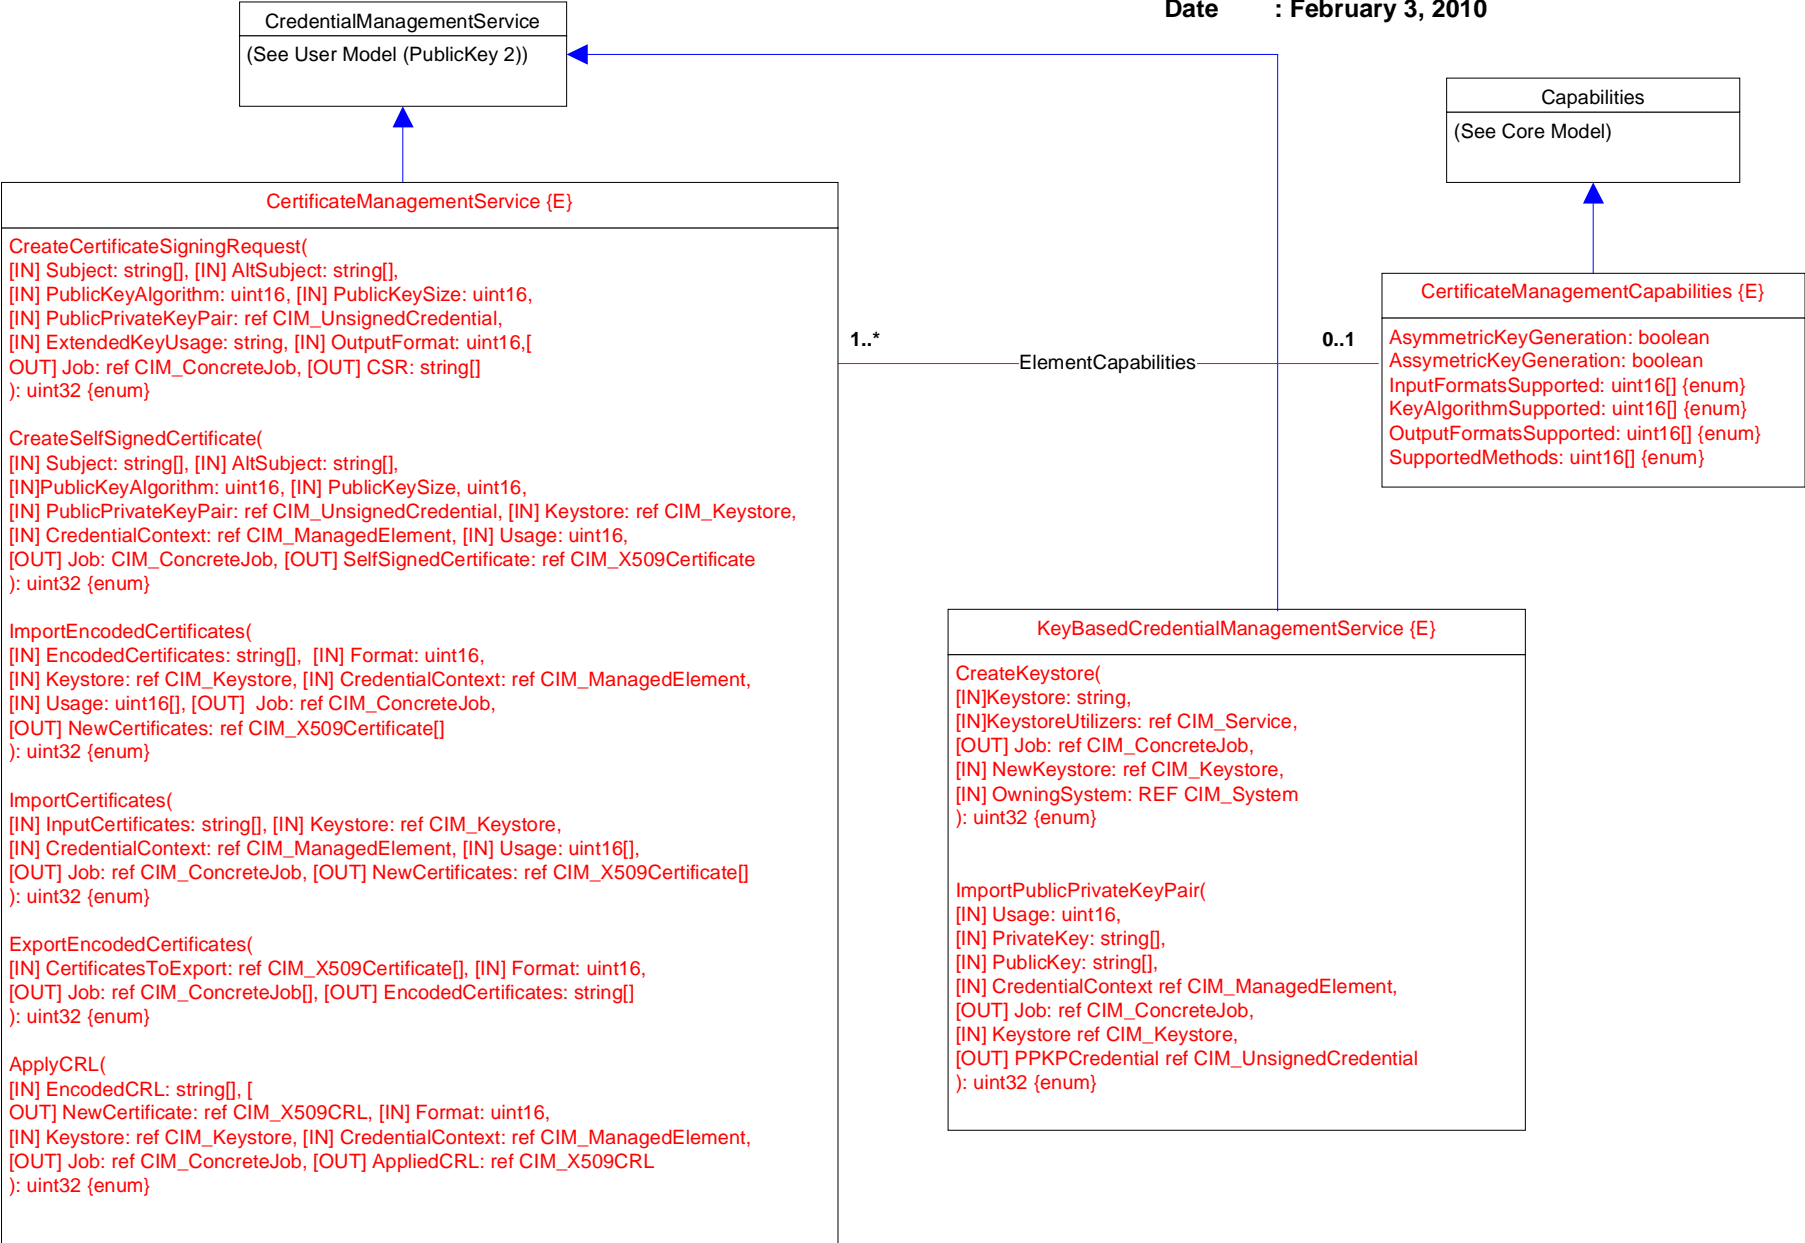 Date : February 3, 2010
CredentialManagementService
(See User Model (PublicKey 2))
Capabilities
(See Core Model)
CertificateManagementService {E}
CreateCertificateSigningRequest(
[IN] Subject: string[], [IN] AltSubject: string[],
[IN] PublicKeyAlgorithm: uint16, [IN] PublicKeySize: uint16,
[IN] PublicPrivateKeyPair: ref CIM_UnsignedCredential,
[IN] ExtendedKeyUsage: string, [IN] OutputFormat: uint16,[
OUT] Job: ref CIM_ConcreteJob, [OUT] CSR: string[]
): uint32 {enum}
CreateSelfSignedCertificate(
[IN] Subject: string[], [IN] AltSubject: string[],
[IN]PublicKeyAlgorithm: uint16, [IN] PublicKeySize, uint16,
[IN] PublicPrivateKeyPair: ref CIM_UnsignedCredential, [IN] Keystore: ref CIM_Keystore,
[IN] CredentialContext: ref CIM_ManagedElement, [IN] Usage: uint16,
[OUT] Job: CIM_ConcreteJob, [OUT] SelfSignedCertificate: ref CIM_X509Certificate
): uint32 {enum}
ImportEncodedCertificates(
[IN] EncodedCertificates: string[], [IN] Format: uint16,
[IN] Keystore: ref CIM_Keystore, [IN] CredentialContext: ref CIM_ManagedElement,
[IN] Usage: uint16[], [OUT] Job: ref CIM_ConcreteJob,
[OUT] NewCertificates: ref CIM_X509Certificate[]
): uint32 {enum}
ImportCertificates(
[IN] InputCertificates: string[], [IN] Keystore: ref CIM_Keystore,
[IN] CredentialContext: ref CIM_ManagedElement, [IN] Usage: uint16[],
[OUT] Job: ref CIM_ConcreteJob, [OUT] NewCertificates: ref CIM_X509Certificate[]
): uint32 {enum}
ExportEncodedCertificates(
[IN] CertificatesToExport: ref CIM_X509Certificate[], [IN] Format: uint16,
[OUT] Job: ref CIM_ConcreteJob[], [OUT] EncodedCertificates: string[]
): uint32 {enum}
ApplyCRL(
[IN] EncodedCRL: string[], [
OUT] NewCertificate: ref CIM_X509CRL, [IN] Format: uint16,
[IN] Keystore: ref CIM_Keystore, [IN] CredentialContext: ref CIM_ManagedElement,
[OUT] Job: ref CIM_ConcreteJob, [OUT] AppliedCRL: ref CIM_X509CRL
): uint32 {enum}
1..*
ElementCapabilities
0..1
CertificateManagementCapabilities {E}
AsymmetricKeyGeneration: boolean
AssymetricKeyGeneration: boolean
InputFormatsSupported: uint16[] {enum}
KeyAlgorithmSupported: uint16[] {enum}
OutputFormatsSupported: uint16[] {enum}
SupportedMethods: uint16[] {enum}
KeyBasedCredentialManagementService {E}
CreateKeystore(
[IN]Keystore: string,
[IN]KeystoreUtilizers: ref CIM_Service,
[OUT] Job: ref CIM_ConcreteJob,
[IN] NewKeystore: ref CIM_Keystore,
[IN] OwningSystem: REF CIM_System
): uint32 {enum}
ImportPublicPrivateKeyPair(
[IN] Usage: uint16,
[IN] PrivateKey: string[],
[IN] PublicKey: string[],
[IN] CredentialContext ref CIM_ManagedElement,
[OUT] Job: ref CIM_ConcreteJob,
[IN] Keystore ref CIM_Keystore,
[OUT] PPKPCredential ref CIM_UnsignedCredential
): uint32 {enum}